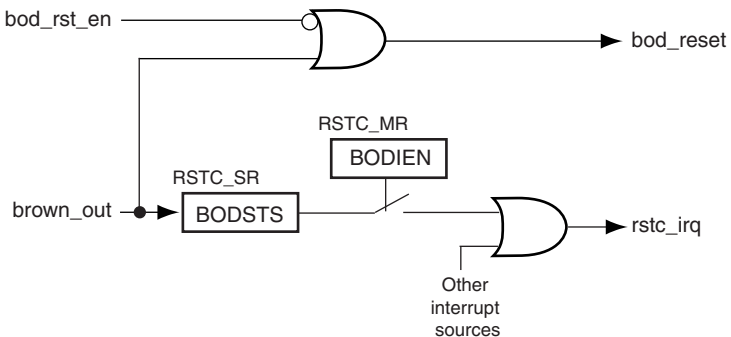 bod_rst_en
bod_reset
RSTC_MR
BODIEN
RSTC_SR
brown_out
BODSTS
rstc_irq
Other
interrupt
sources